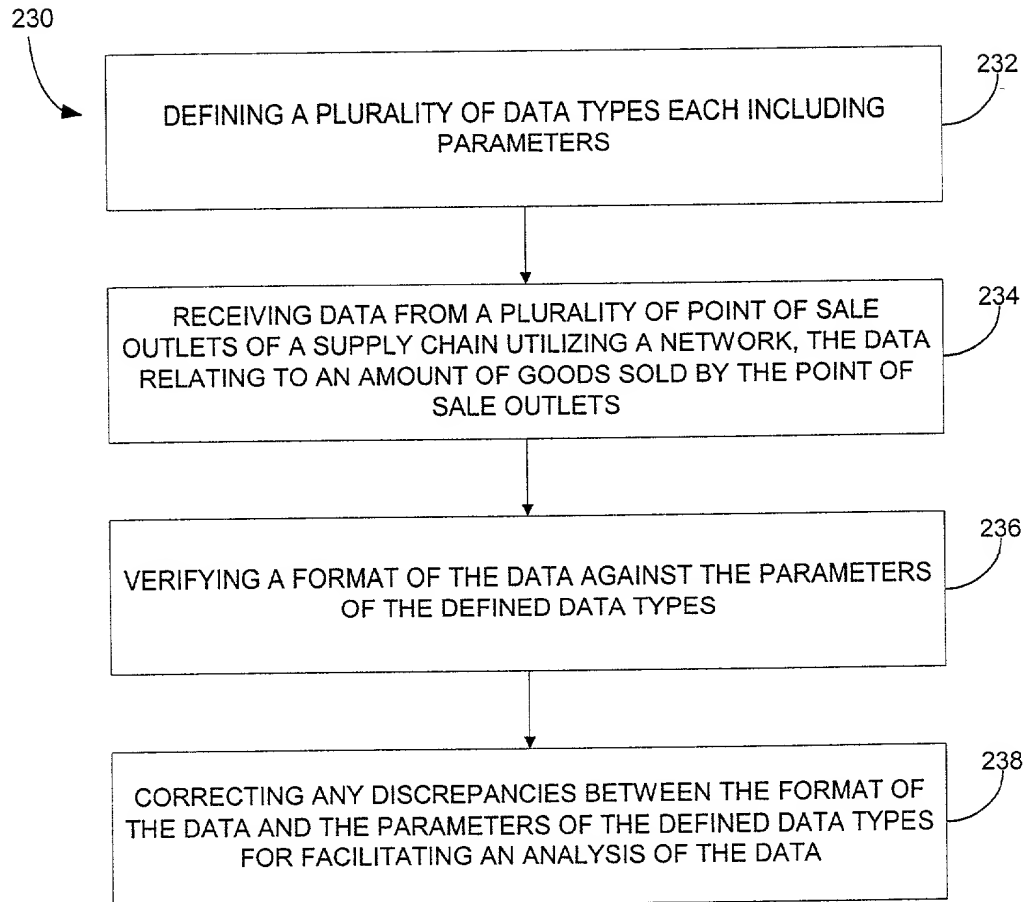 230
232
DEFINING A PLURALITY OF DATA TYPES EACH INCLUDING
PARAMETERS
234
RECEIVING DATA FROM A PLURALITY OF POINT OF SALE
OUTLETS OF A SUPPLY CHAIN UTILIZING A NETWORK, THE DATA
RELATING TO AN AMOUNT OF GOODS SOLD BY THE POINT OF
SALE OUTLETS
236
VERIFYING A FORMAT OF THE DATA AGAINST THE PARAMETERS
OF THE DEFINED DATA TYPES
238
CORRECTING ANY DISCREPANCIES BETWEEN THE FORMAT OF
THE DATA AND THE PARAMETERS OF THE DEFINED DATA TYPES
FOR FACILITATING AN ANALYSIS OF THE DATA